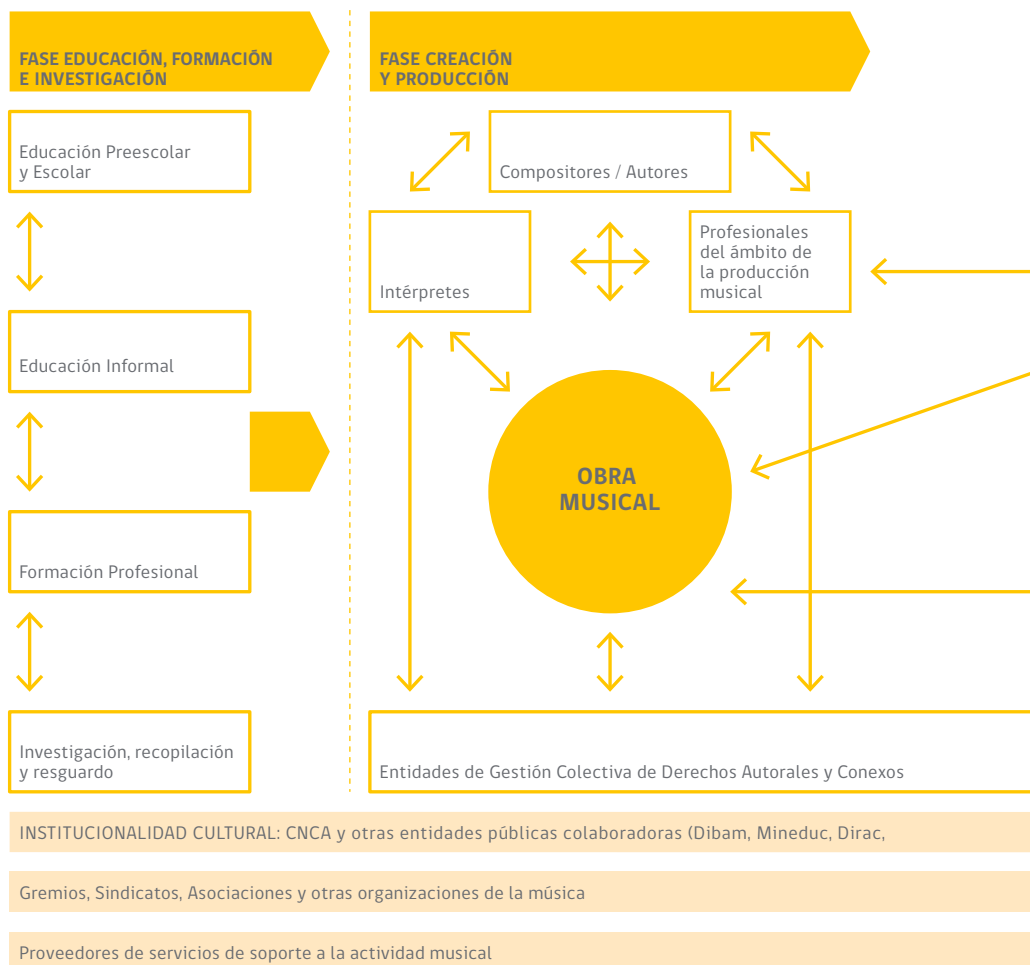 FASE EDUCACIÓN, FORMACIÓN
E INVESTIGACIÓN
Educación Preescolar
y Escolar
Educación Informal
Formación Profesional
Investigación, recopilación
y resguardo
FASE CREACIÓN
Y PRODUCCIÓN
Compositores / Autores
Intérpretes
Profesionales
del ámbito de
la producción
musical
OBRA
MUSICAL
Entidades de Gestión Colectiva de Derechos Autorales y Conexos
INSTITUCIONALIDAD CULTURAL: CNCA y otras entidades públicas colaboradoras (Dibam, Mineduc, Dirac,
Gremios, Sindicatos, Asociaciones y otras organizaciones de la música
Proveedores de servicios de soporte a la actividad musical